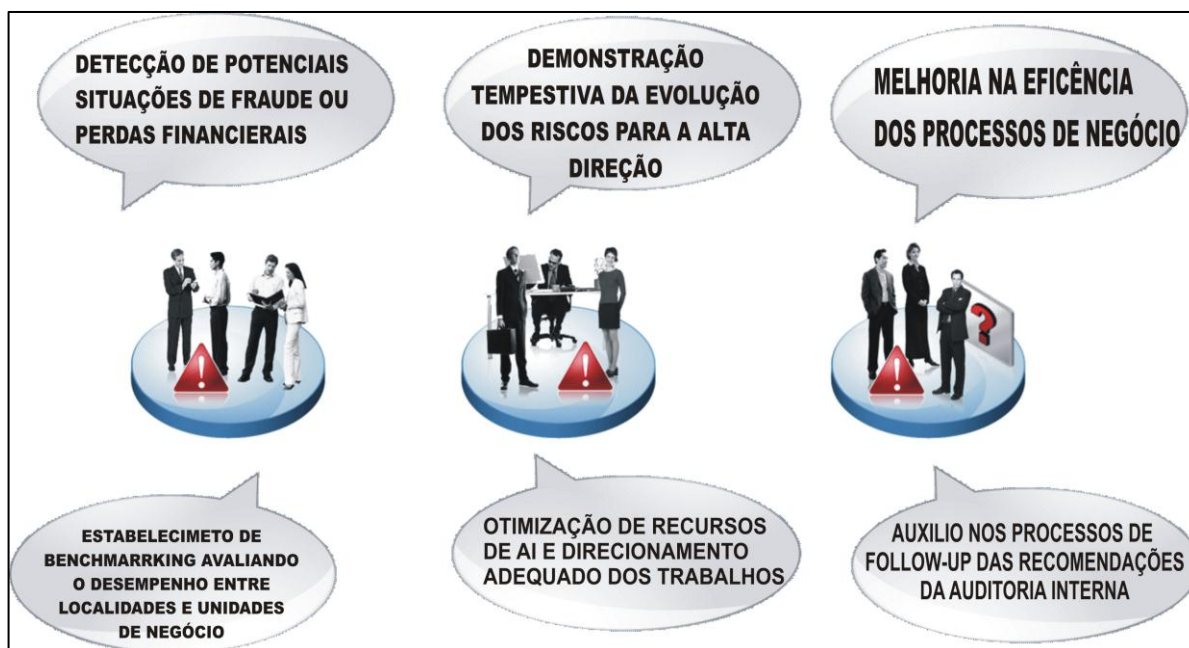 DETECÇÃO DE POTENCIAIS
SITUAÇÕES DE FRAUDE OU
PERDAS FINANCIERAIS
DEMONSTRAÇÃO
TEMPESTIVA DA EVOLUÇÃO
DOS RISCOS PARA A ALTA
DIREÇÃO
MELHORIA NA EFICÊNCIA
DOS PROCESSOS DE NEGÓCIO
ESTABELECIMETO DE
BENCHMARRKING AVALIANDO
O DESEMPENHO ENTRE
LOCALIDADES E UNIDADES
DE NEGÓCIO
OTIMIZAÇÃO DE RECURSOS
DE AI E DIRECIONAMENTO
ADEQUADO DOS TRABALHOS
AUXILIO NOS PROCESSOS DE
FOLLOW-UP DAS RECOMENDAÇÕES
DA AUDITORIA INTERNA